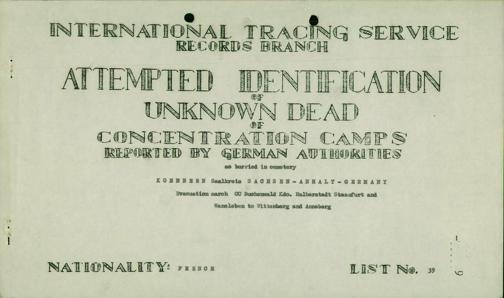 INTERNATIONAL TRACING SERVICE
RECORDS BRANCH
ATTEMPTED IDENTIFICATION
OF
UNKNOWN DEAD
OF
CONCENTRATION CAMPS
REPORTED BY GERMAN AUTHORITIES
as burried in cemetery
KOENNERN Saalkreis SACHSEN-ANHALT-GERMANY
Evacuation march CC Buchenwald Kdo. Halberstadt Stassfurt and
Wansleben to Wittenberg and Annaberg
NATIONALITY: FRENCH
LIST No. 39